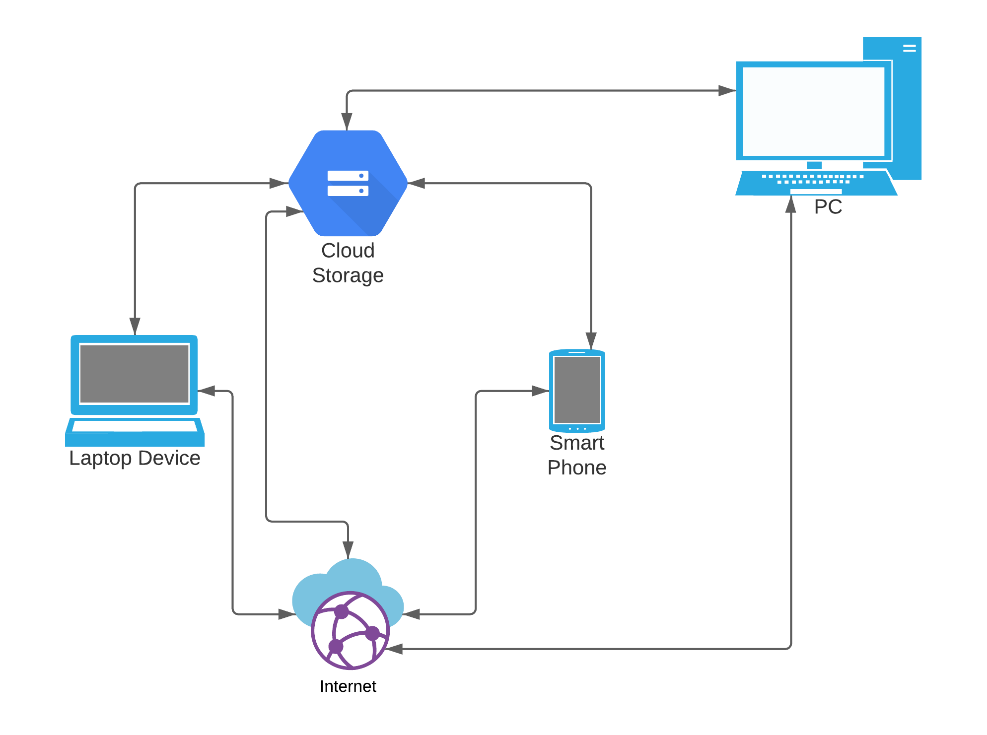 PC
Cloud
Storage
Laptop Device
Smart
Phone
Internet